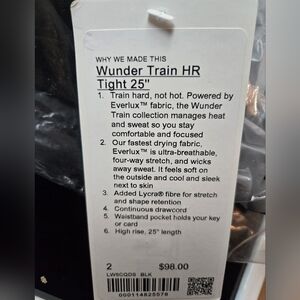 WHY WE MADE THIS
Wunder Train HR
Tight 25"
1. Train hard, not hot. Powered by
Everlux™ fabric, the Wunder
Train collection manages heat
and sweat so you stay
comfortable and focused
2. Our fastest drying fabric,
Everlux™ is ultra-breathable,
four-way stretch, and wicks
away sweat. It feels soft on
the outside and cool and sleek
next to skin
3. Added Lycra® fibre for stretch
and shape retention
4. Continuous drawcord
5. Waistband pocket holds your key
or card
6. High rise, 25" length
2 $98.00
LW5CQDS BLK
000114825578